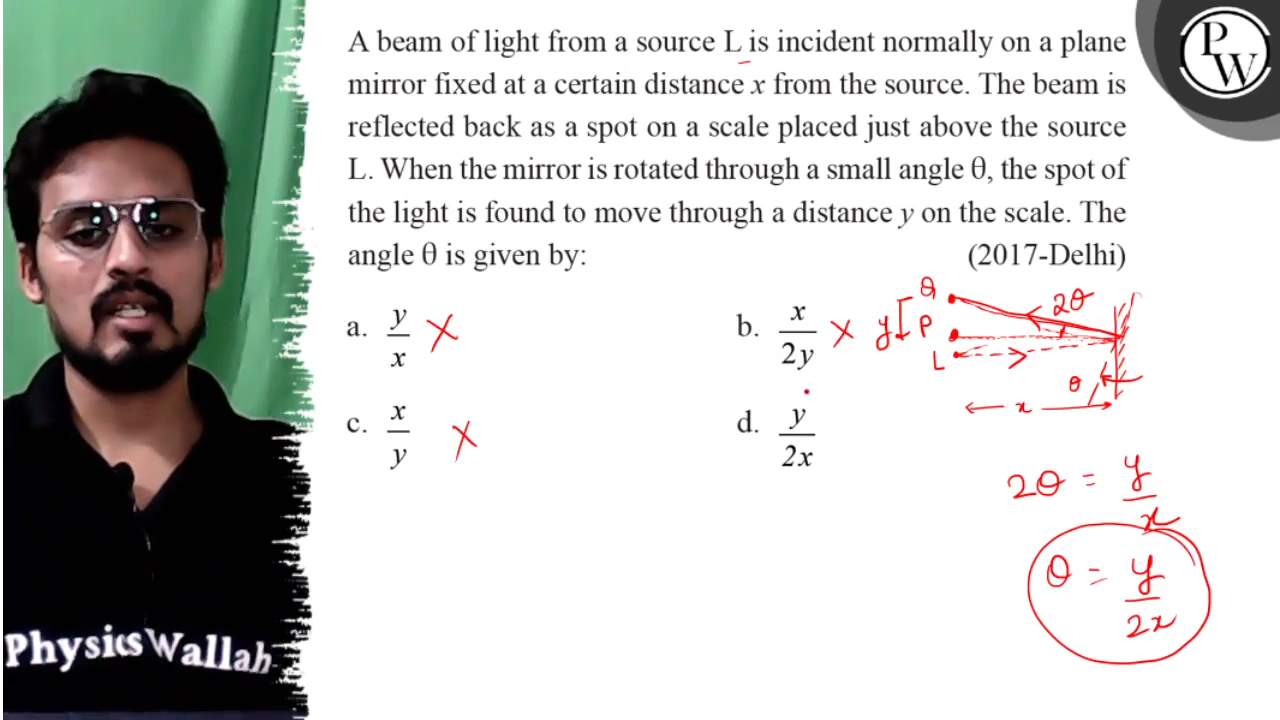 A beam of light from a source L is incident normally on a plane
mirror fixed at a certain distance x from the source. The beam is
reflected back as a spot on a scale placed just above the source
L. When the mirror is rotated through a small angle θ, the spot of
the light is found to move through a distance y on the scale. The
angle θ is given by: (2017-Delhi)
a. y/x ×
b. x/2y ×
c. x/y ×
d. y/2x
Q 2θ
y P
L
θ
x
2θ = y/x
θ = y/2x
PW
PhysicsWallah